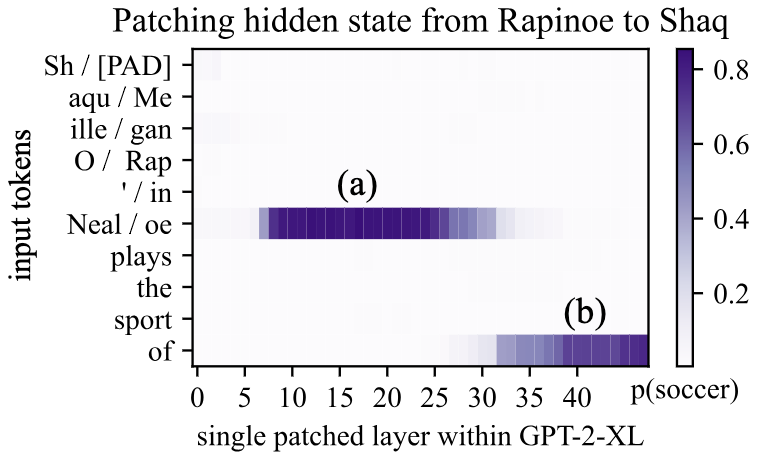 Patching hidden state from Rapinoe to Shaq
input tokens
Sh / [PAD]
aqu / Me
ille / gan
O / Rap
' / in
Neal / oe
plays
the
sport
of
(a)
(b)
0 5 10 15 20 25 30 35 40
single patched layer within GPT-2-XL
0.8
0.6
0.4
0.2
p(soccer)